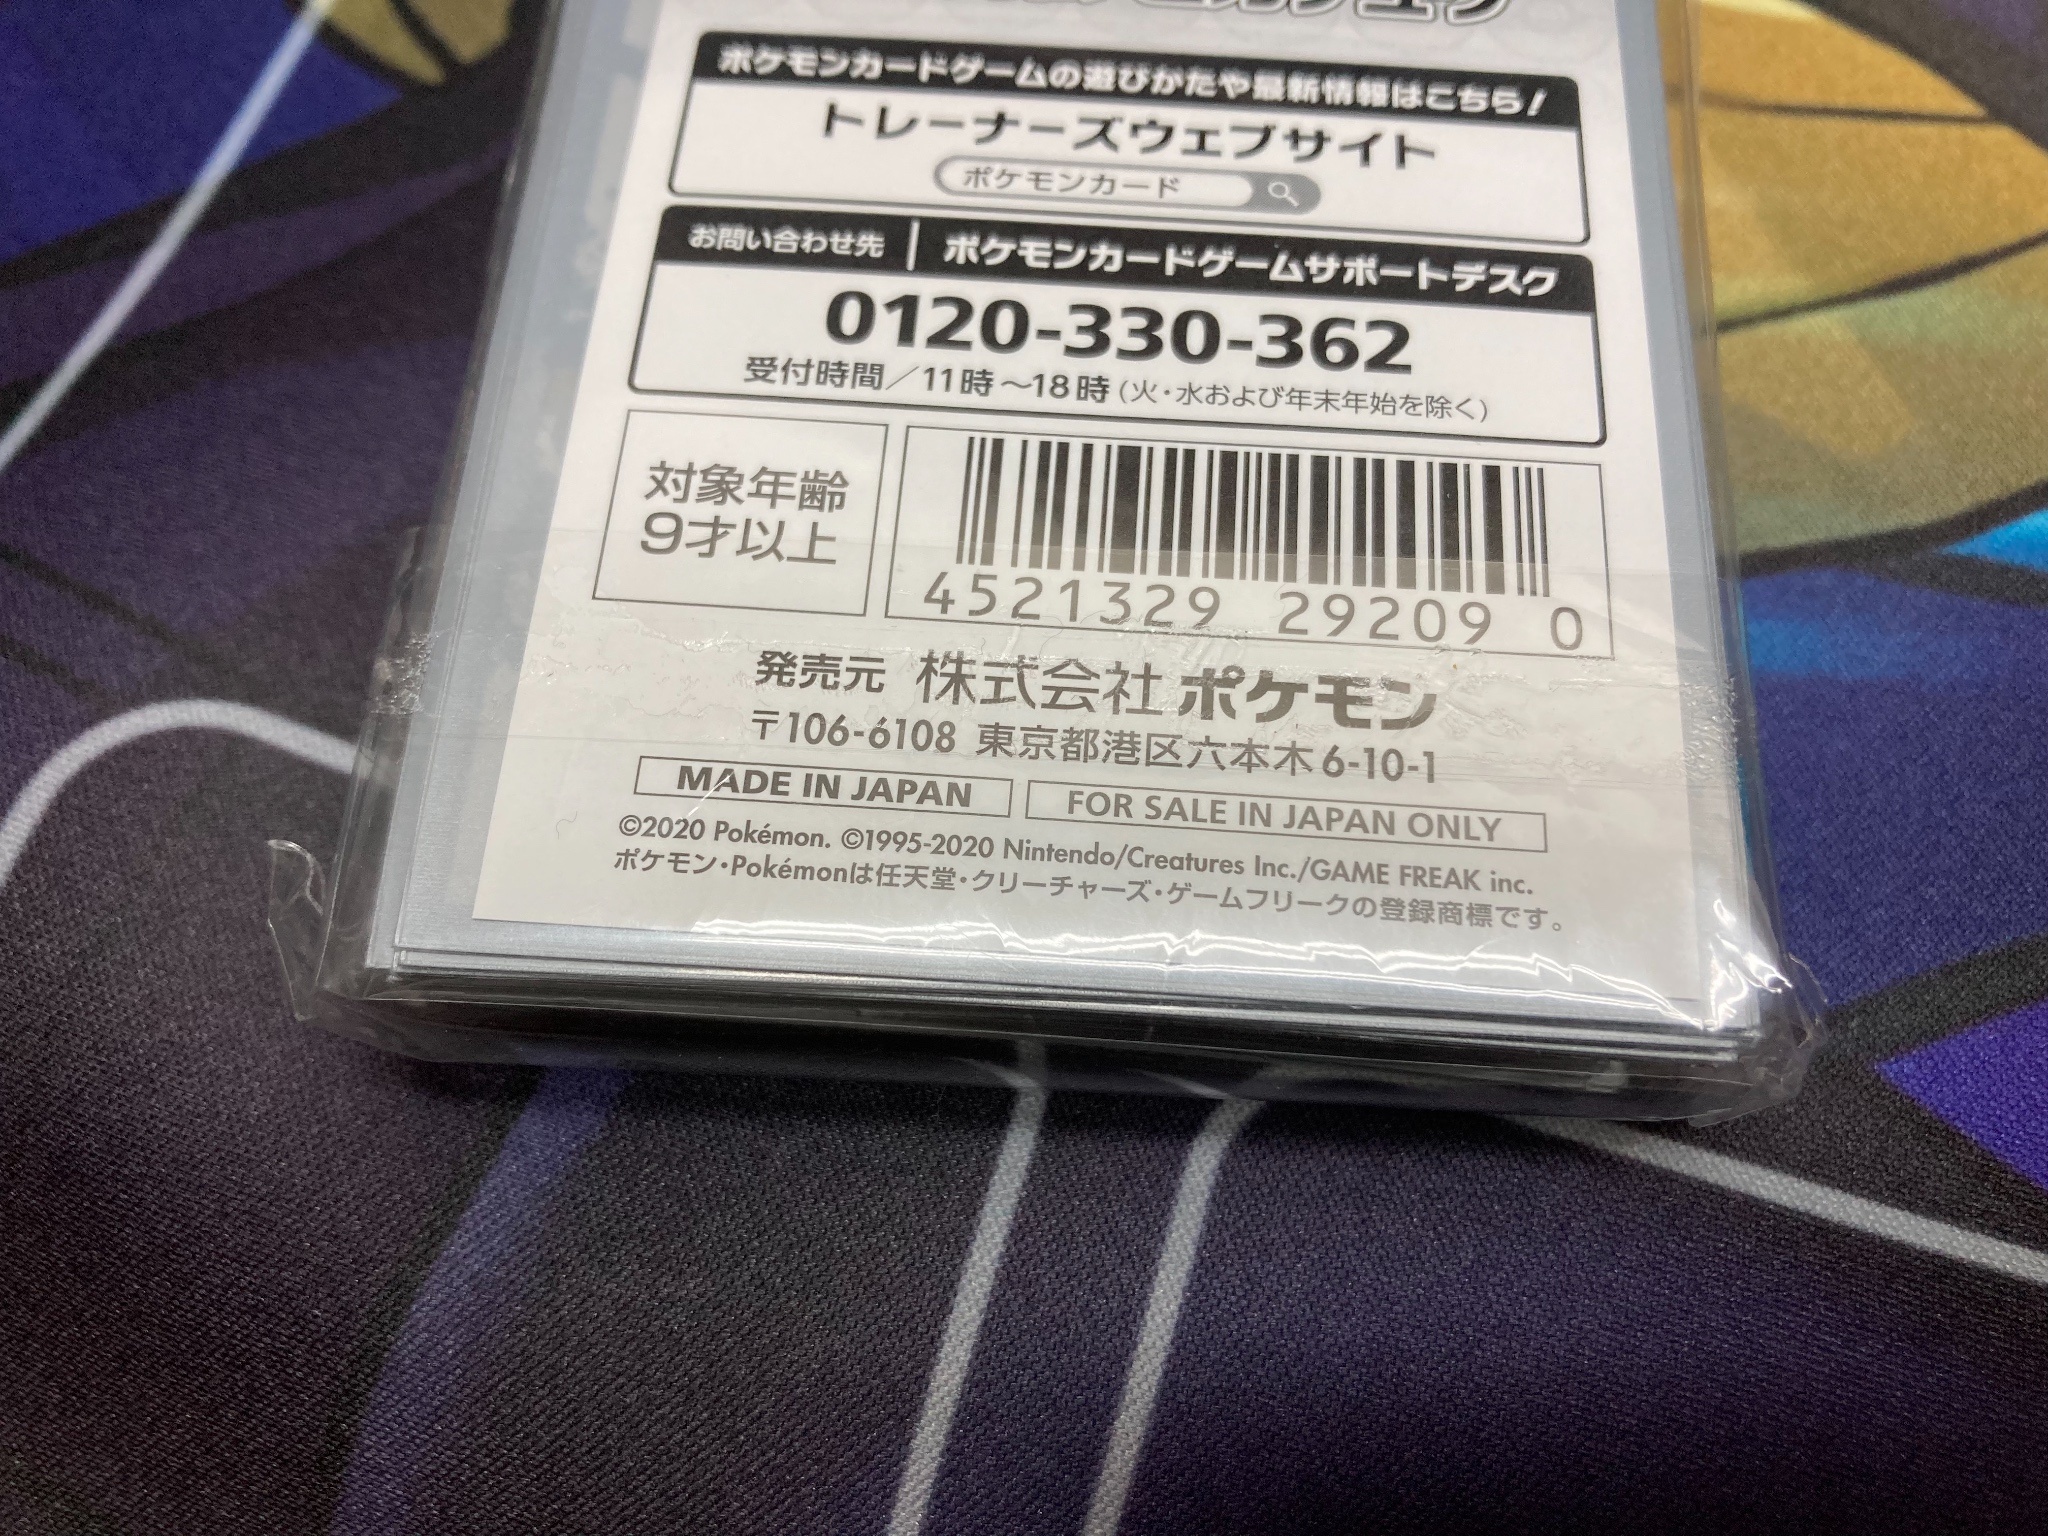 ポケモンカードゲームの遊びかたや最新情報はこちら!
トレーナーズウェブサイト
ポケモンカード
お問い合わせ先 ポケモンカードゲームサポートデスク
0120-330-362
受付時間／11時〜18時(火・水および年末年始を除く)
対象年齢
9才以上
4521329 29209 0
発売元 株式会社ポケモン
〒106-6108 東京都港区六本木6-10-1
MADE IN JAPAN FOR SALE IN JAPAN ONLY
©2020 Pokémon. ©1995-2020 Nintendo/Creatures Inc./GAME FREAK inc.
ポケモン・Pokémonは任天堂・クリーチャーズ・ゲームフリークの登録商標です。